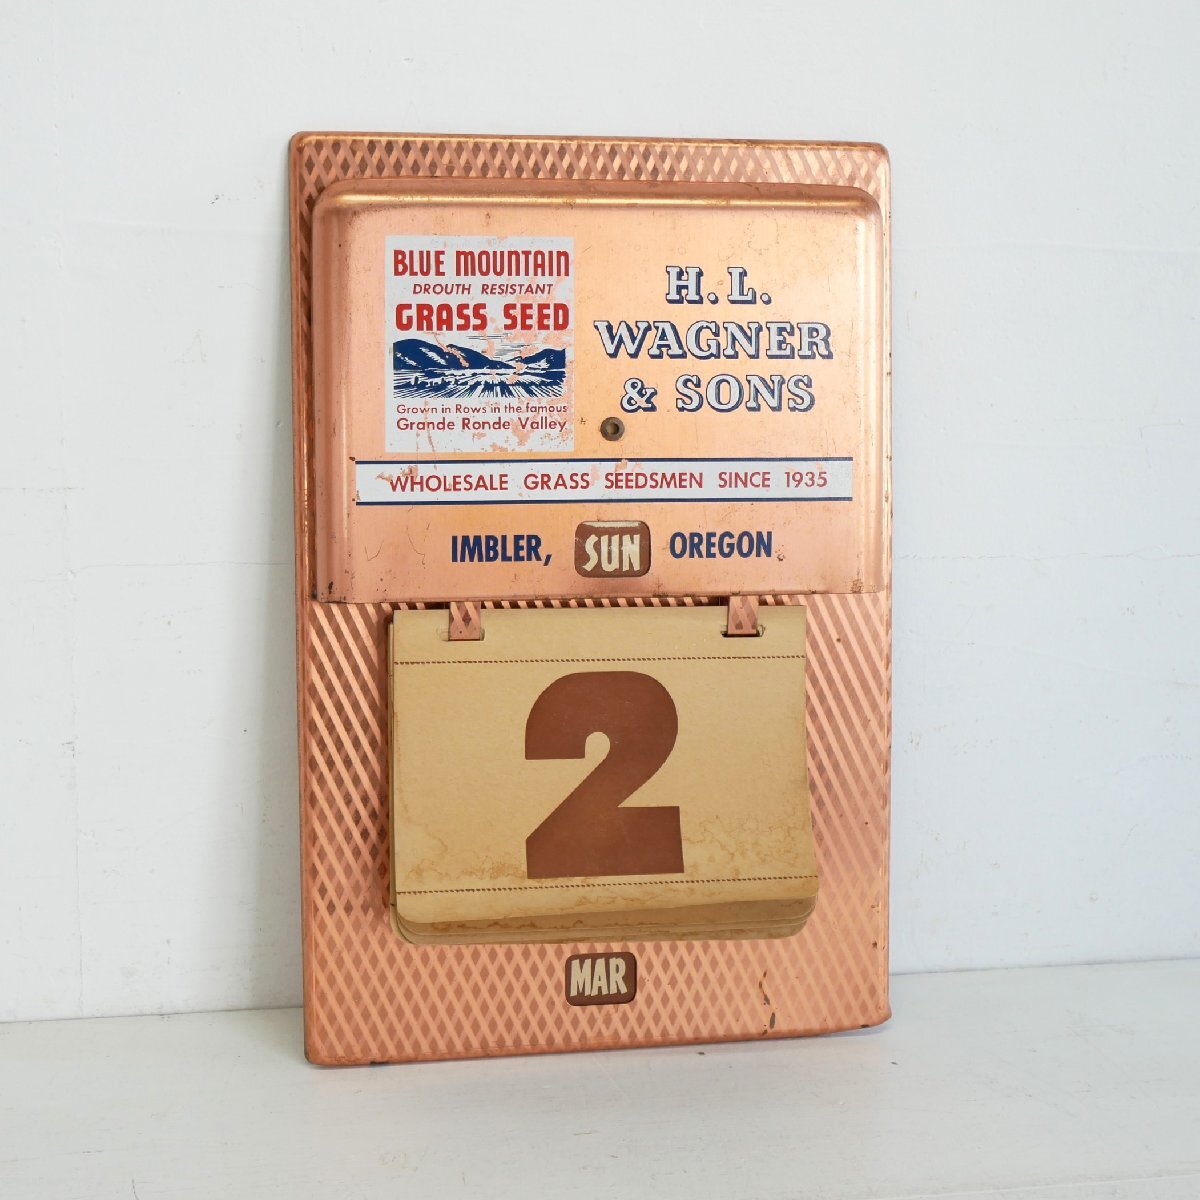 BLUE MOUNTAIN
DROUTH RESISTANT
GRASS SEED
Grown in Rows in the famous
Grande Ronde Valley
H. L.
WAGNER
& SONS
WHOLESALE GRASS SEEDSMEN SINCE 1935
IMBLER, SUN OREGON
2
MAR